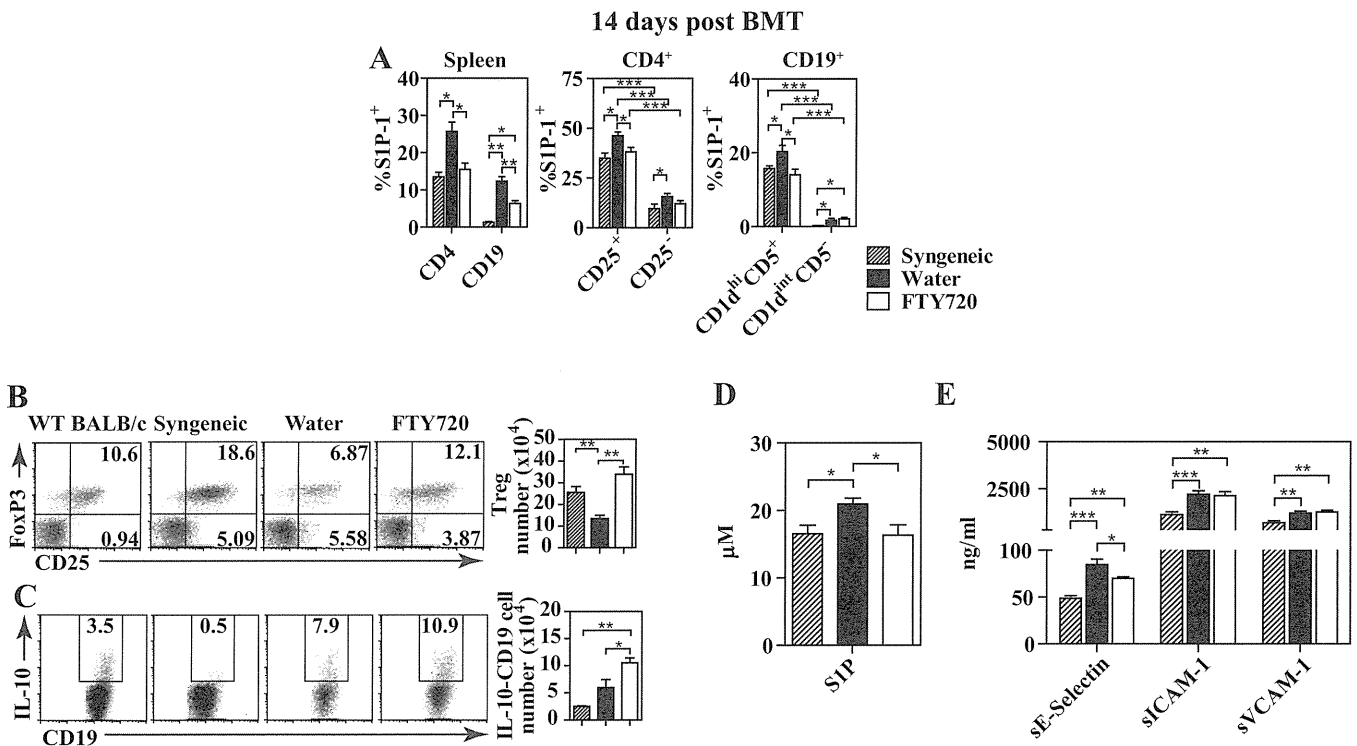 14 days post BMT
A
Spleen
CD4+
CD19+
%S1P-1+
40
30
20
10
0
*
*
*
**
**
CD4
CD19
%S1P-1+
75
50
25
0
***
***
***
*
*
*
CD25+
CD25-
%S1P-1+
40
20
0
***
***
***
*
*
*
*
CD1dhiCD5+
CD1dintCD5-
Syngeneic
Water
FTY720
B
WT BALB/c
Syngeneic
Water
FTY720
FoxP3
10.6
0.94
18.6
5.09
6.87
5.58
12.1
3.87
CD25
Treg
number (x10⁴)
50
40
30
20
10
0
**
**
C
IL-10
3.5
0.5
7.9
10.9
CD19
IL-10-CD19 cell
number (x10⁴)
20
15
10
5
0
**
*
D
µM
30
20
10
0
*
*
S1P
E
ng/ml
5000
2500
100
50
0
**
***
*
**
***
**
**
sE-Selectin
sICAM-1
sVCAM-1